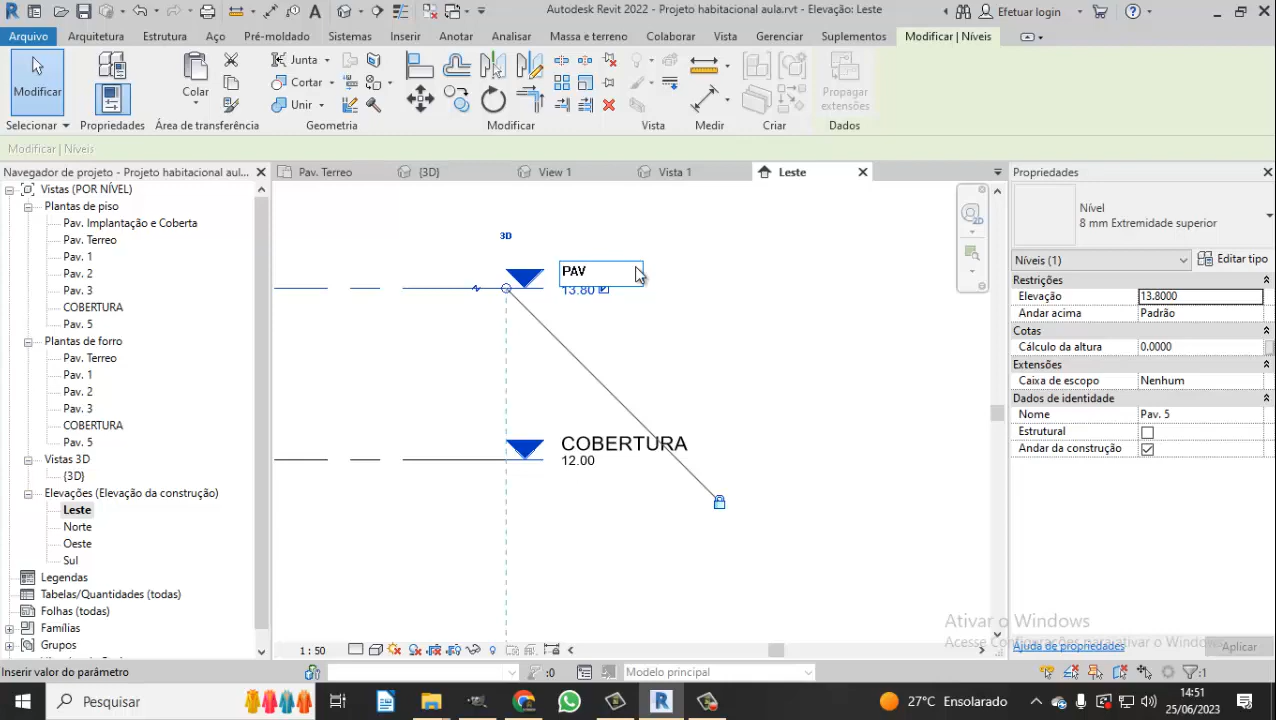 Autodesk Revit 2022 - Projeto habitacional aula.rvt - Elevação: Leste
Efetuar login
Arquivo Arquitetura Estrutura Aço Pré-moldado Sistemas Inserir Anotar Analisar Massa e terreno Colaborar Vista Gerenciar Suplementos Modificar | Níveis
Modificar
Colar
Junta
Cortar
Unir
Propagar
extensões
Selecionar Propriedades Área de transferência Geometria Modificar Vista Medir Criar Dados
Modificar | Níveis
Navegador de projeto - Projeto habitacional aul...
Vistas (POR NÍVEL)
Plantas de piso
Pav. Implantação e Coberta
Pav. Terreo
Pav. 1
Pav. 2
Pav. 3
COBERTURA
Pav. 5
Plantas de forro
Pav. Terreo
Pav. 1
Pav. 2
Pav. 3
COBERTURA
Pav. 5
Vistas 3D
{3D}
Elevações (Elevação da construção)
Leste
Norte
Oeste
Sul
Legendas
Tabelas/Quantidades (todas)
Folhas (todas)
Famílias
Grupos
Pav. Terreo {3D} View 1 Vista 1 Leste
3D
PAV
13.80
COBERTURA
12.00
2D
Propriedades
Nível
8 mm Extremidade superior
Níveis (1) Editar tipo
Restrições
Elevação 13.8000
Andar acima Padrão
Cotas
Cálculo da altura 0.0000
Extensões
Caixa de escopo Nenhum
Dados de identidade
Nome Pav. 5
Estrutural
Andar da construção
Ativar o Windows
Acesse Configurações para ativar o Windows.
Ajuda de propriedades Aplicar
1 : 50
Inserir valor do parâmetro
:0
Modelo principal
:1
Pesquisar
27°C Ensolarado
14:51
25/06/2023